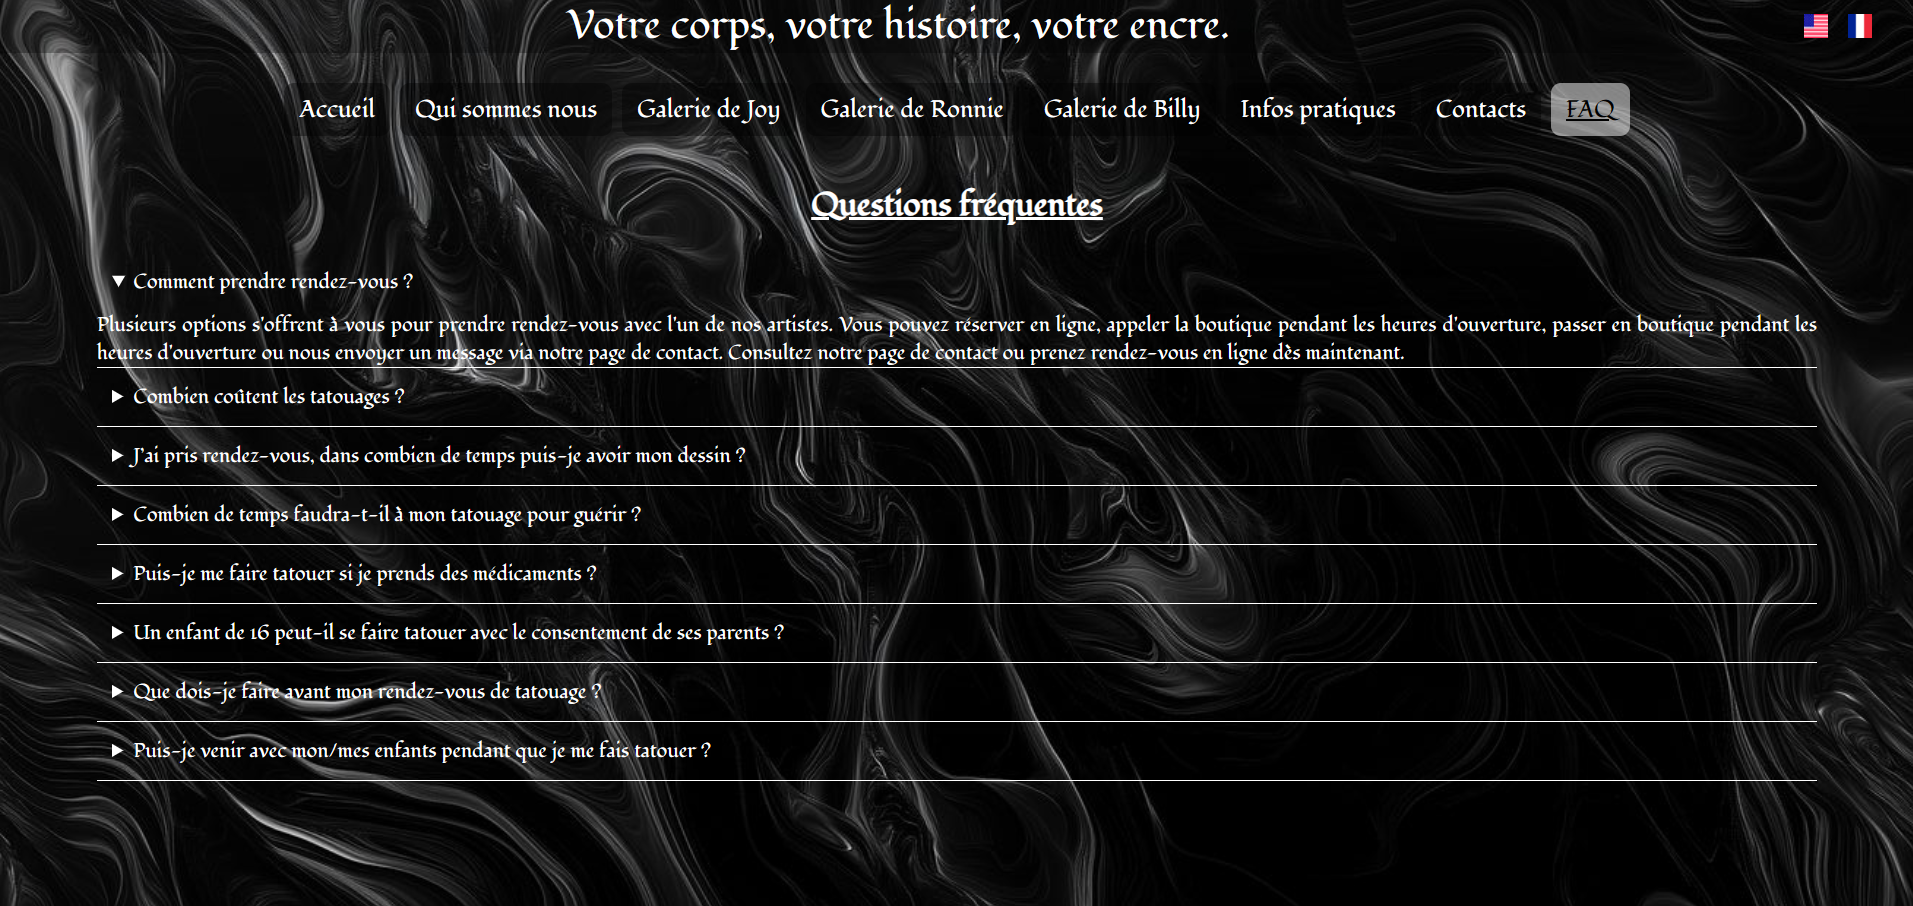 Votre corps, votre histoire, votre encre.
Accueil Qui sommes nous Galerie de Joy Galerie de Ronnie Galerie de Billy Infos pratiques Contacts FAQ
Questions fréquentes
Comment prendre rendez-vous ?
Plusieurs options s'offrent à vous pour prendre rendez-vous avec l'un de nos artistes. Vous pouvez réserver en ligne, appeler la boutique pendant les heures d'ouverture, passer en boutique pendant les
heures d'ouverture ou nous envoyer un message via notre page de contact. Consultez notre page de contact ou prenez rendez-vous en ligne dès maintenant.
Combien coûtent les tatouages ?
J'ai pris rendez-vous, dans combien de temps puis-je avoir mon dessin ?
Combien de temps faudra-t-il à mon tatouage pour guérir ?
Puis-je me faire tatouer si je prends des médicaments ?
Un enfant de 16 peut-il se faire tatouer avec le consentement de ses parents ?
Que dois-je faire avant mon rendez-vous de tatouage ?
Puis-je venir avec mon/mes enfants pendant que je me fais tatouer ?